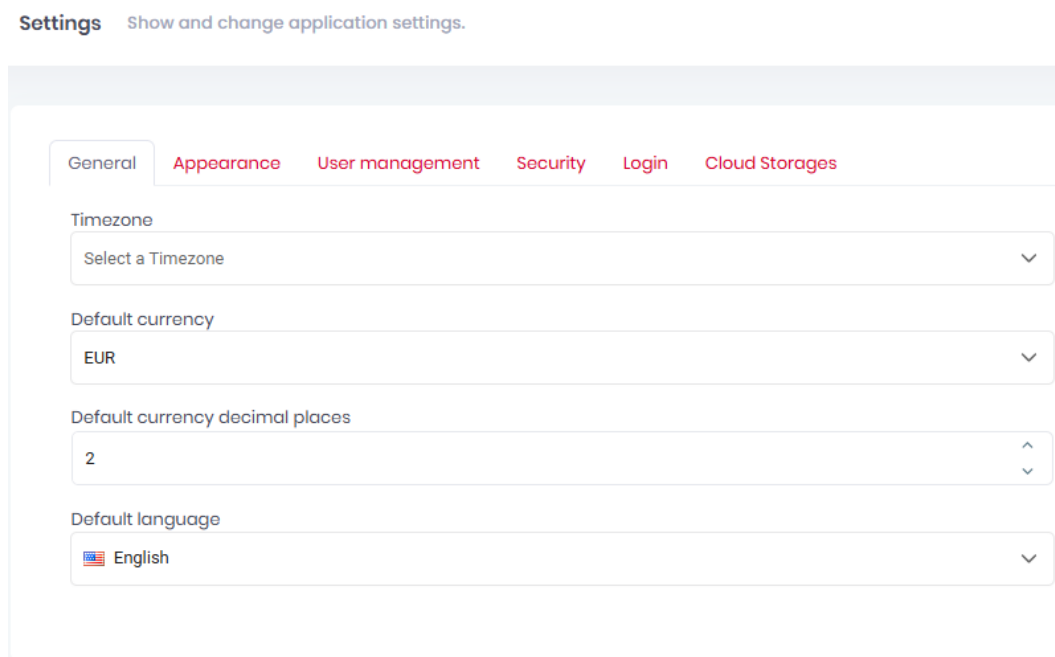 Settings Show and change application settings.
General Appearance User management Security Login Cloud Storages
Timezone
Select a Timezone
Default currency
EUR
Default currency decimal places
2
Default language
English